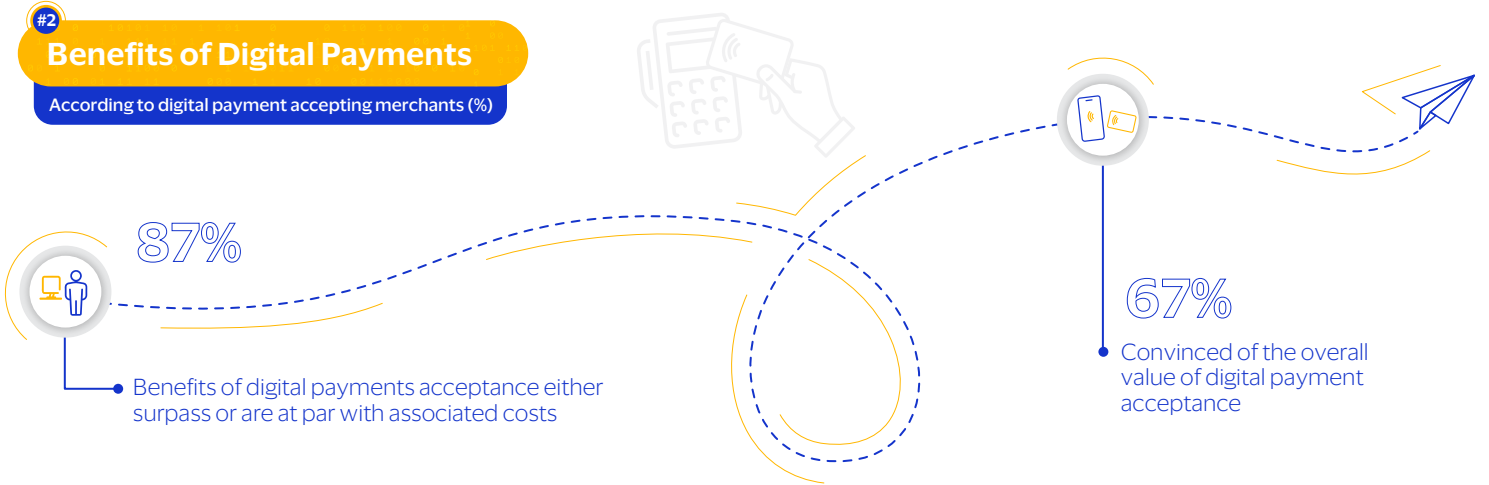 #2
Benefits of Digital Payments
According to digital payment accepting merchants (%)
87%
Benefits of digital payments acceptance either
surpass or are at par with associated costs
67%
Convinced of the overall
value of digital payment
acceptance